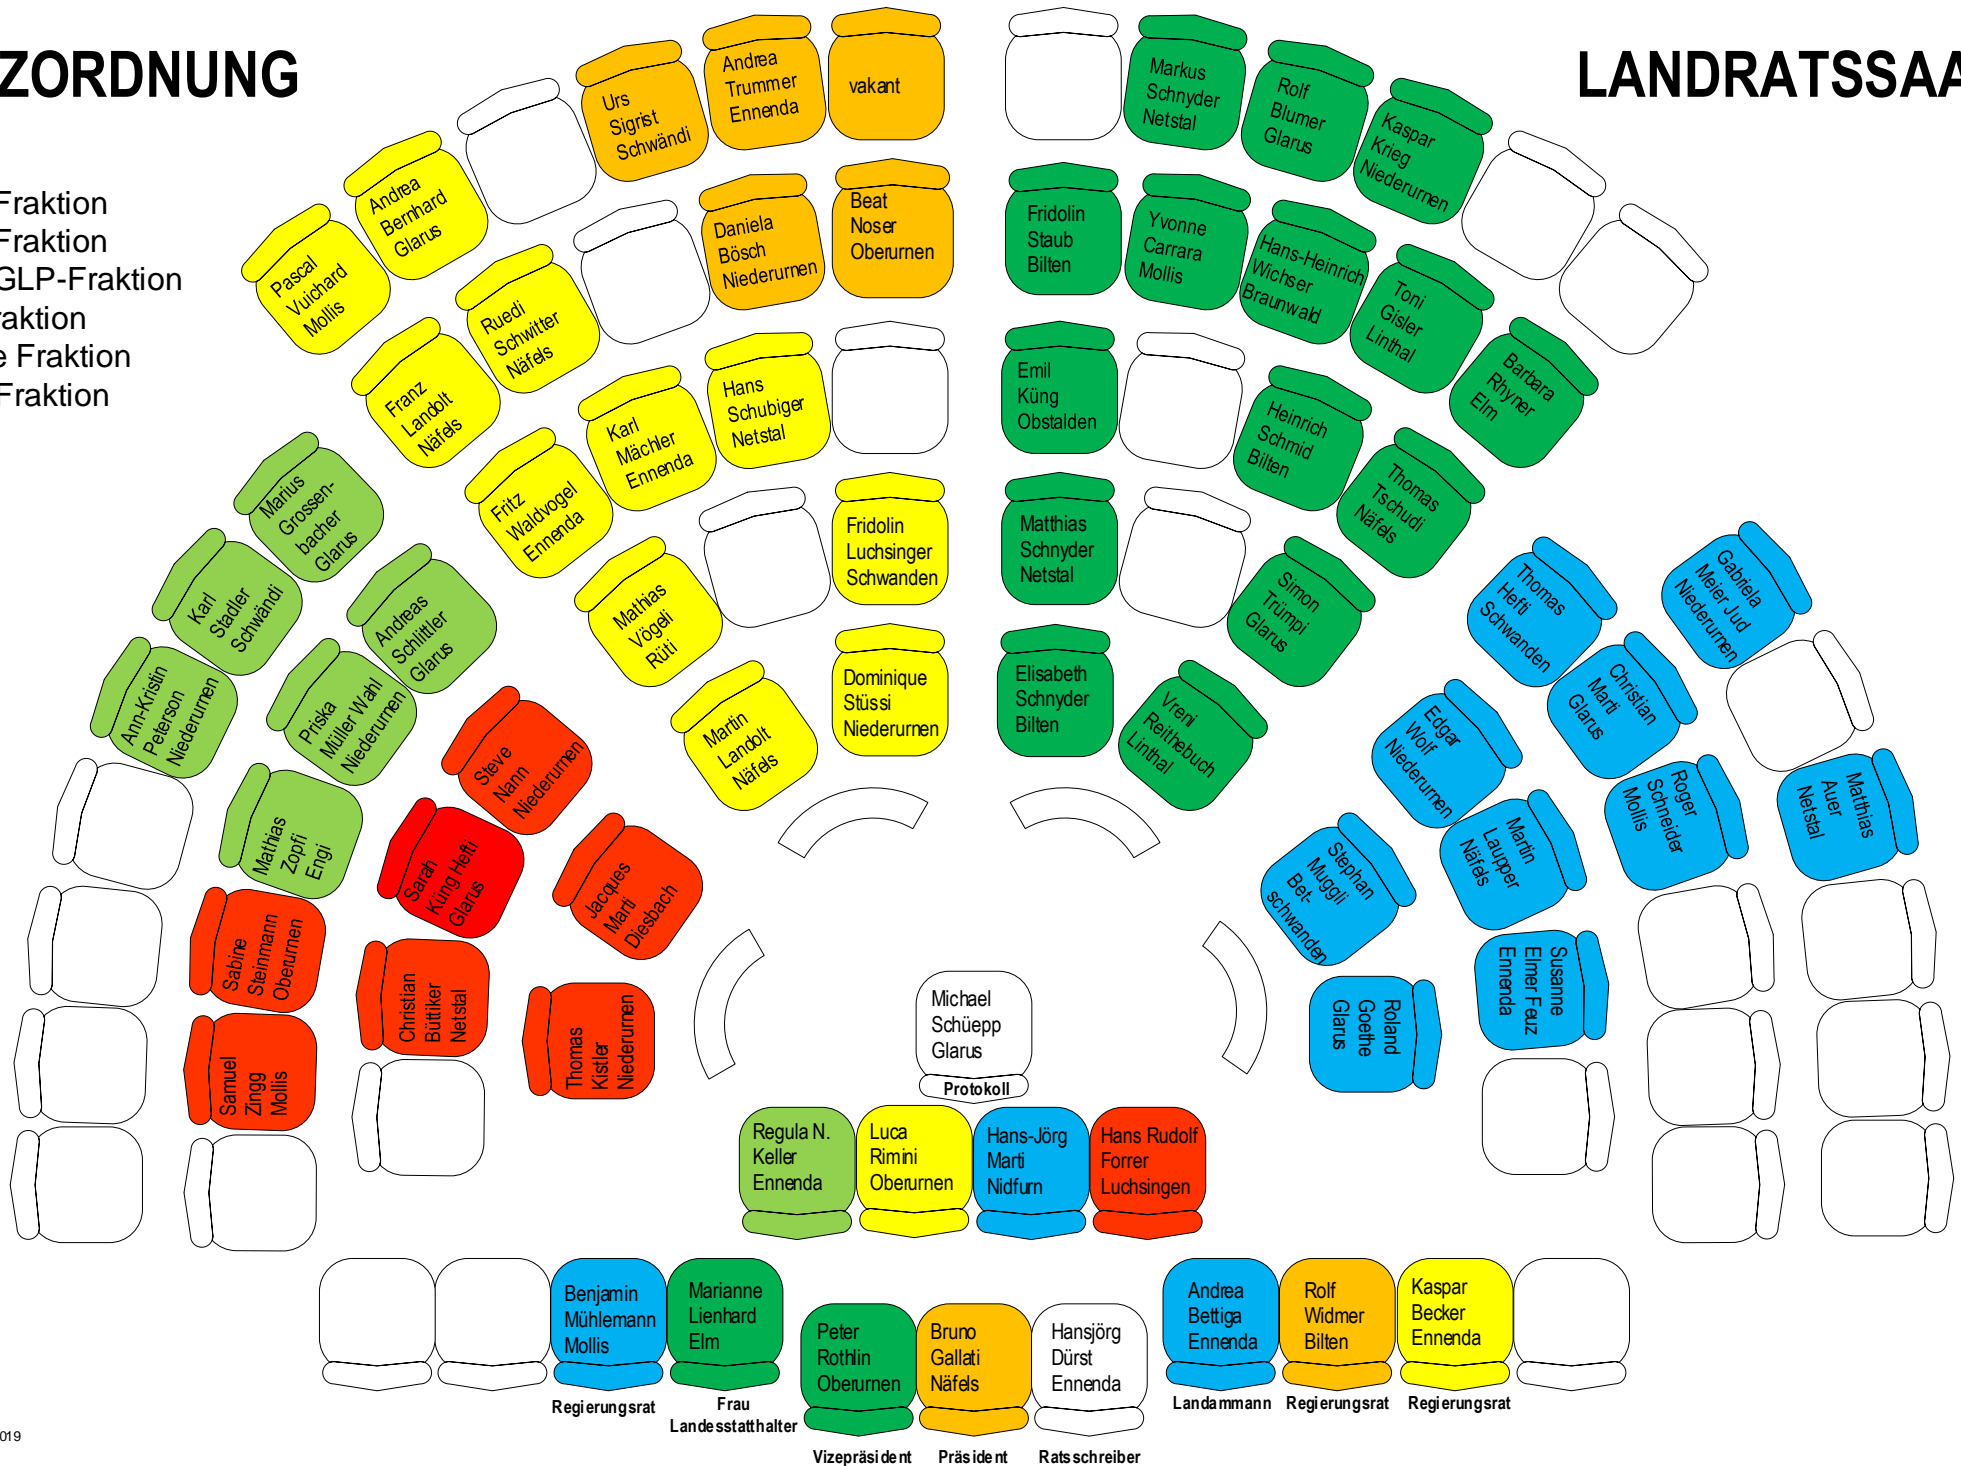 ZORDNUNG
LANDRATSSAA
Fraktion
Fraktion
GLP-Fraktion
raktion
e Fraktion
Fraktion
Urs
Sigrist
Schwändi
Andrea
Trummer
Ennenda
vakant
Markus
Schnyder
Netstal
Rolf
Blumer
Glarus
Kaspar
Krieg
Niederurnen
Pascal
Vuichard
Mollis
Andrea
Bernhard
Glarus
Daniela
Bösch
Niederurnen
Beat
Noser
Oberurnen
Fridolin
Staub
Bilten
Yvonne
Carrara
Mollis
Hans-Heinrich
Wichser
Braunwald
Toni
Gisler
Linthal
Barbara
Rhyner
Elm
Franz
Landolt
Näfels
Ruedi
Schwitter
Näfels
Fritz
Waldvogel
Ennenda
Karl
Mächler
Ennenda
Hans
Schubiger
Netstal
Emil
Küng
Obstalden
Heinrich
Schmid
Bilten
Thomas
Tschudi
Näfels
Mathias
Vögeli
Rüti
Fridolin
Luchsinger
Schwanden
Matthias
Schnyder
Netstal
Simon
Trümpi
Glarus
Martin
Landolt
Näfels
Dominique
Stüssi
Niederurnen
Elisabeth
Schnyder
Bilten
Vreni
Reithebuch
Linthal
Marius
Grossen-
bacher
Glarus
Karl
Stadler
Schwändi
Ann-Kristin
Peterson
Niederurnen
Andreas
Schlittler
Glarus
Priska
Müller Wahl
Niederurnen
Mathias
Zopfi
Engi
Steve
Nann
Niederurnen
Sarah
Küng Hefti
Glarus
Jacques
Marti
Diesbach
Sabine
Steinmann
Oberurnen
Christian
Büttiker
Netstal
Samuel
Zingg
Mollis
Thomas
Kistler
Niederurnen
Thomas
Hefti
Schwanden
Gabriela
Meier Jud
Niederurnen
Christian
Marti
Glarus
Edgar
Wolf
Niederurnen
Roger
Schneider
Mollis
Matthias
Auer
Netstal
Martin
Laupper
Näfels
Stephan
Muggli
Bet-
schwanden
Susanne
Elmer Feuz
Ennenda
Roland
Goethe
Glarus
Michael
Schüepp
Glarus
Protokoll
Regula N.
Keller
Ennenda
Luca
Rimini
Oberurnen
Hans-Jörg
Marti
Nidfurn
Hans Rudolf
Forrer
Luchsingen
Benjamin
Mühlemann
Mollis
Regierungsrat
Marianne
Lienhard
Elm
Frau
Landesstatthalter
Peter
Rothlin
Oberurnen
Vizepräsident
Bruno
Gallati
Näfels
Präsident
Hansjörg
Dürst
Ennenda
Ratsschreiber
Andrea
Bettiga
Ennenda
Landammann
Rolf
Widmer
Bilten
Regierungsrat
Kaspar
Becker
Ennenda
Regierungsrat
019